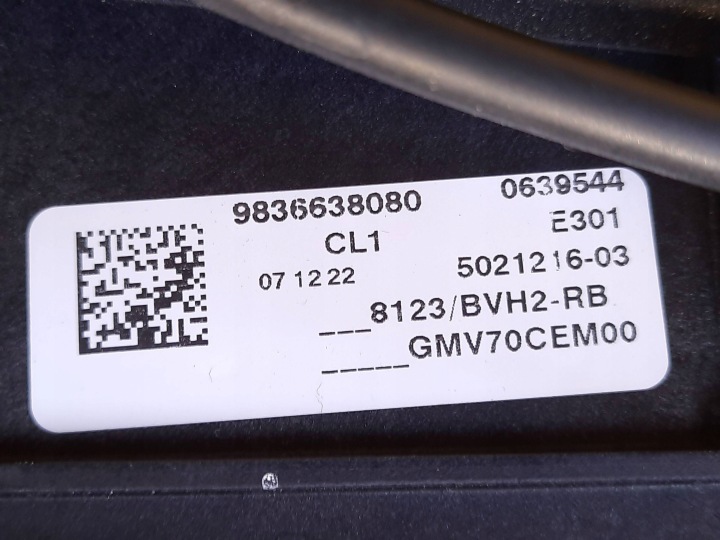 9836638080 0639544
CL1 E301
07 12 22 5021216-03
___8123/BVH2-RB
_____GMV70CEM00